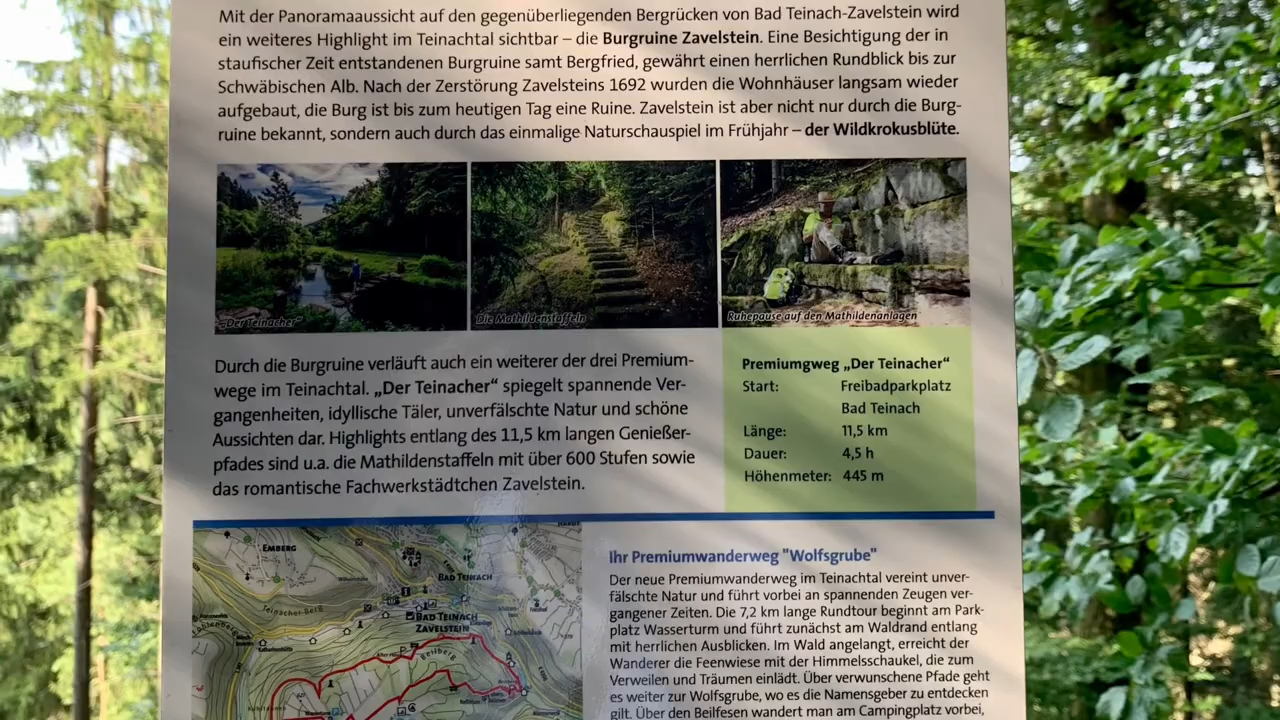 Mit der Panoramaaussicht auf den gegenüberliegenden Bergrücken von Bad Teinach-Zavelstein wird
ein weiteres Highlight im Teinachtal sichtbar – die Burgruine Zavelstein. Eine Besichtigung der in
staufischer Zeit entstandenen Burgruine samt Bergfried, gewährt einen herrlichen Rundblick bis zur
Schwäbischen Alb. Nach der Zerstörung Zavelsteins 1692 wurden die Wohnhäuser langsam wieder
aufgebaut, die Burg ist bis zum heutigen Tag eine Ruine. Zavelstein ist aber nicht nur durch die Burg-
ruine bekannt, sondern auch durch das einmalige Naturschauspiel im Frühjahr – der Wildkrokusblüte.
„Der Teinacher“
Die Mathildenstaffeln
Ruhepause auf den Mathildenanlagen
Durch die Burgruine verläuft auch ein weiterer der drei Premium-
wege im Teinachtal. „Der Teinacher“ spiegelt spannende Ver-
gangenheiten, idyllische Täler, unverfälschte Natur und schöne
Aussichten dar. Highlights entlang des 11,5 km langen Genießer-
pfades sind u.a. die Mathildenstaffeln mit über 600 Stufen sowie
das romantische Fachwerkstädtchen Zavelstein.
Premiumgweg „Der Teinacher“
Start: Freibadparkplatz
Bad Teinach
Länge: 11,5 km
Dauer: 4,5 h
Höhenmeter: 445 m
EMBERG
BAD TEINACH
Teinacher-Berg
BAD TEINACH
ZAVELSTEIN
Beilberg
Ihr Premiumwanderweg "Wolfsgrube"
Der neue Premiumwanderweg im Teinachtal vereint unver-
fälschte Natur und führt vorbei an spannenden Zeugen ver-
gangener Zeiten. Die 7,2 km lange Rundtour beginnt am Park-
platz Wasserturm und führt zunächst am Waldrand entlang
mit herrlichen Ausblicken. Im Wald angelangt, erreicht der
Wanderer die Feenwiese mit der Himmelsschaukel, die zum
Verweilen und Träumen einlädt. Über verwunschene Pfade geht
es weiter zur Wolfsgrube, wo es die Namensgeber zu entdecken
gilt. Über den Beilfesen wandert man am Campingplatz vorbei,